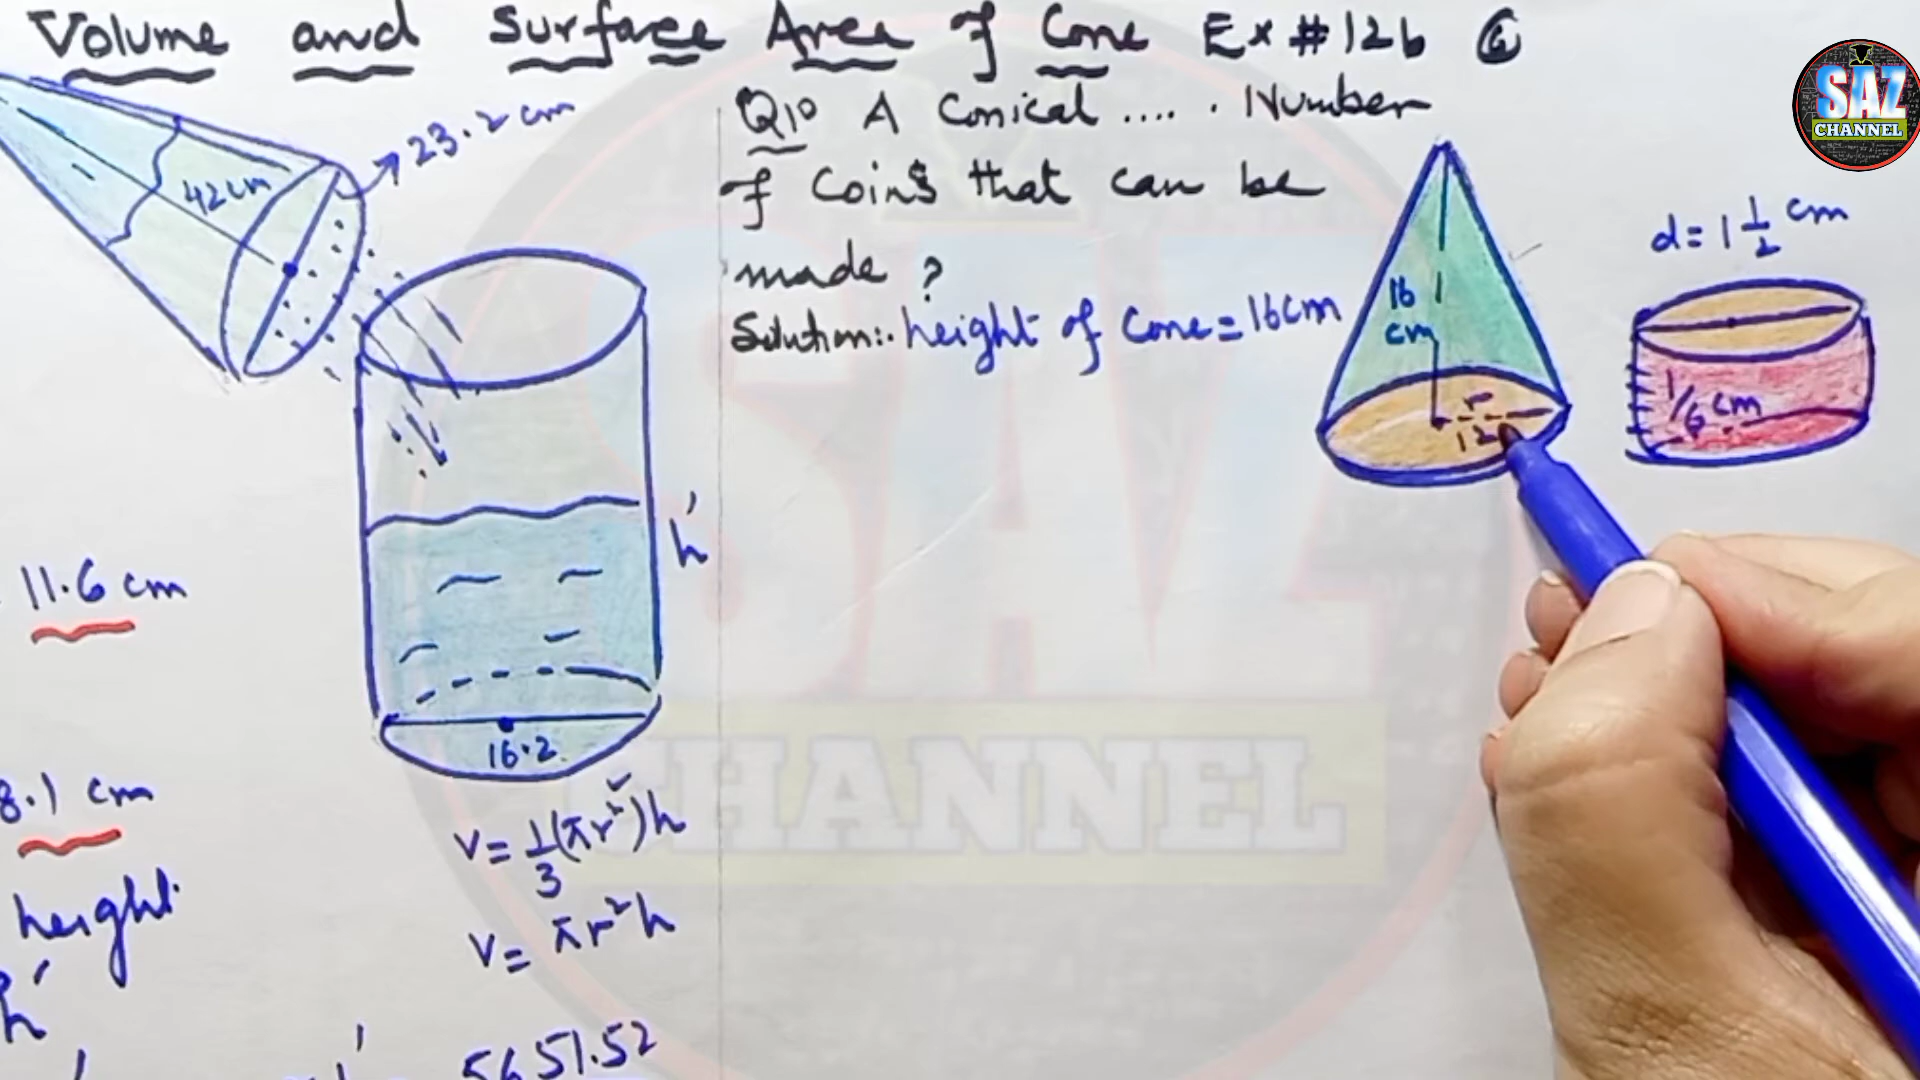 Volume and Surface Area of Cone Ex # 12b 6
SAZ
CHANNEL
23.2 cm
42 cm
Q10 A Conical ..... Number
of Coins that can be
made ?
Solution:. height of Cone = 16cm
16
cm
r
12
d = 1 1/2 cm
1/6 cm
h'
11.6 cm
16.2
8.1 cm
V = 1/3 (πr²)h
V = πr²h
height
h'
5651.52
SAZ
CHANNEL